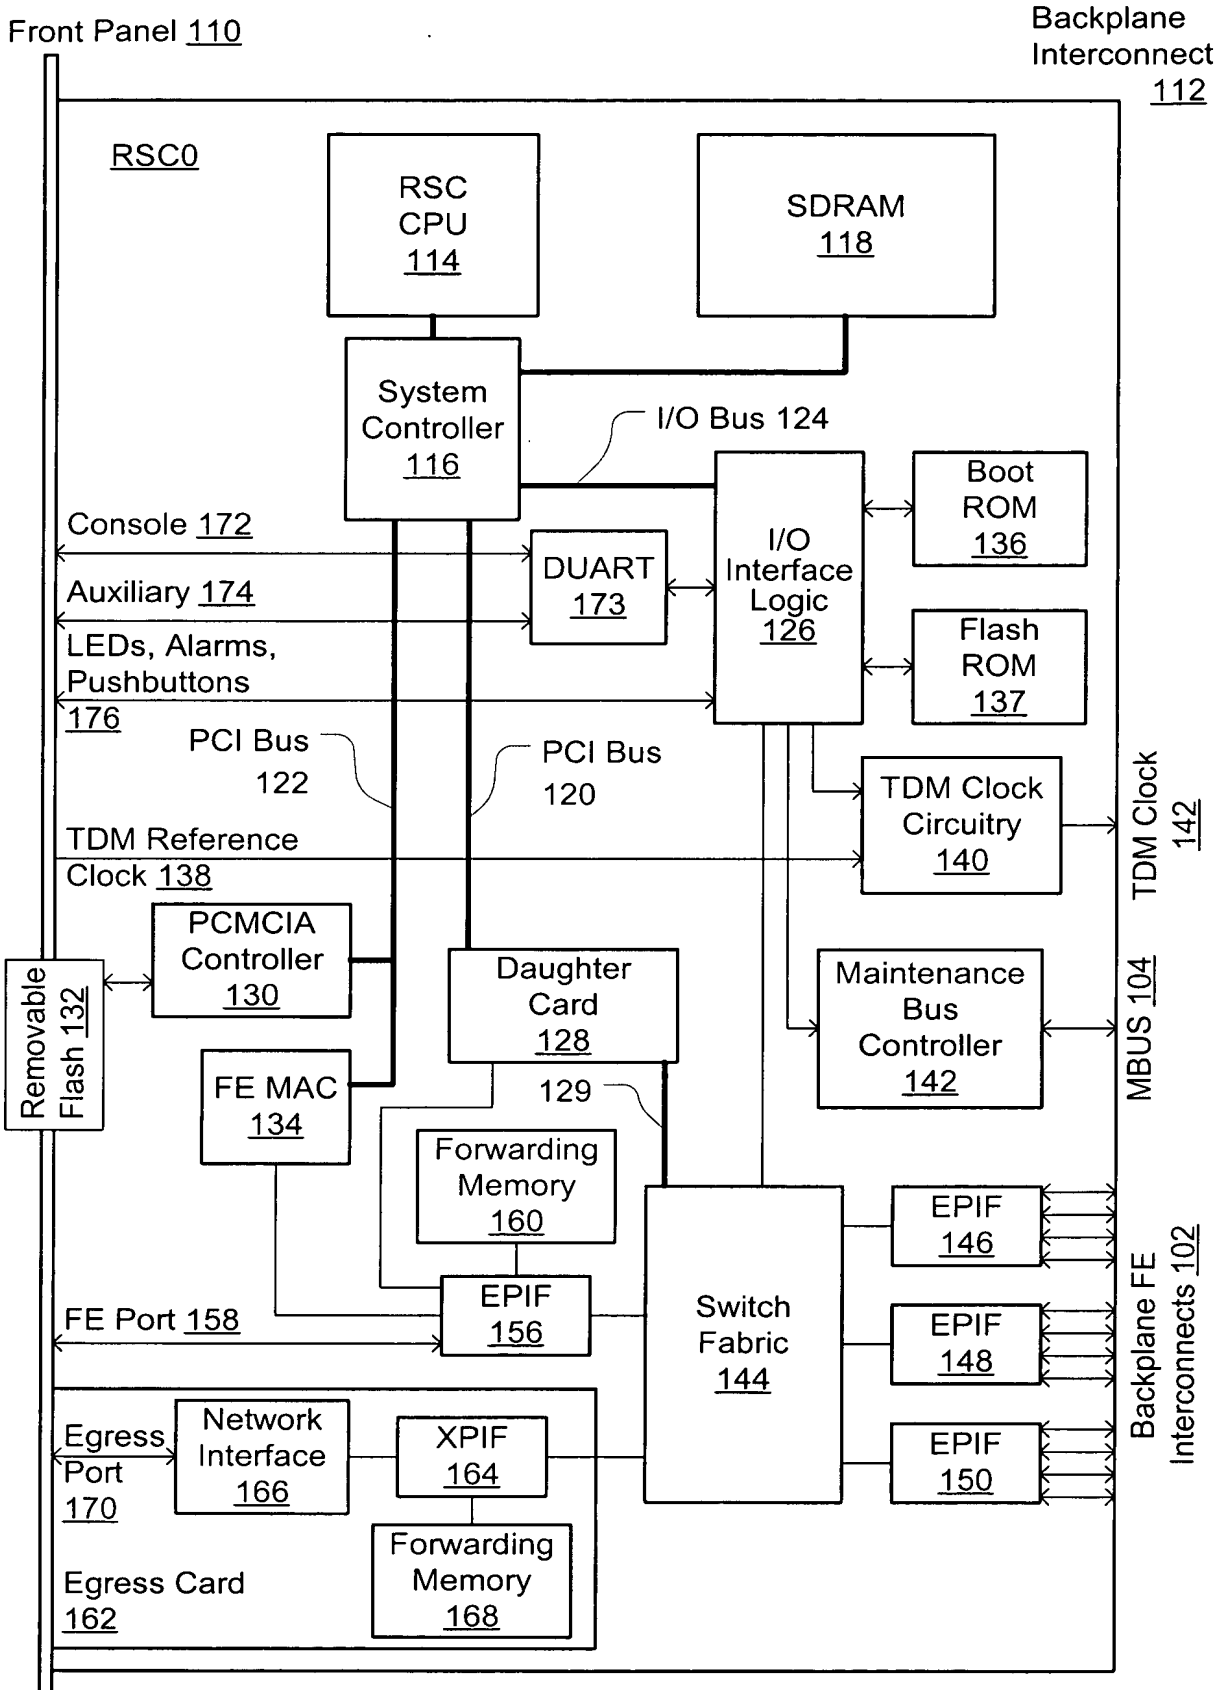 Front Panel 110
Backplane
Interconnect
112
RSC0
RSC
CPU
114
SDRAM
118
System
Controller
116
I/O Bus 124
Console 172
Auxiliary 174
LEDs, Alarms,
Pushbuttons
176
DUART
173
I/O
Interface
Logic
126
Boot
ROM
136
Flash
ROM
137
PCI Bus
122
PCI Bus
120
TDM Reference
Clock 138
TDM Clock
Circuitry
140
TDM Clock
142
PCMCIA
Controller
130
Removable
Flash 132
Daughter
Card
128
Maintenance
Bus
Controller
142
MBUS 104
FE MAC
134
129
Forwarding
Memory
160
EPIF
156
FE Port 158
Switch
Fabric
144
EPIF
146
EPIF
148
EPIF
150
Backplane FE
Interconnects 102
Egress
Port
170
Network
Interface
166
XPIF
164
Forwarding
Memory
168
Egress Card
162